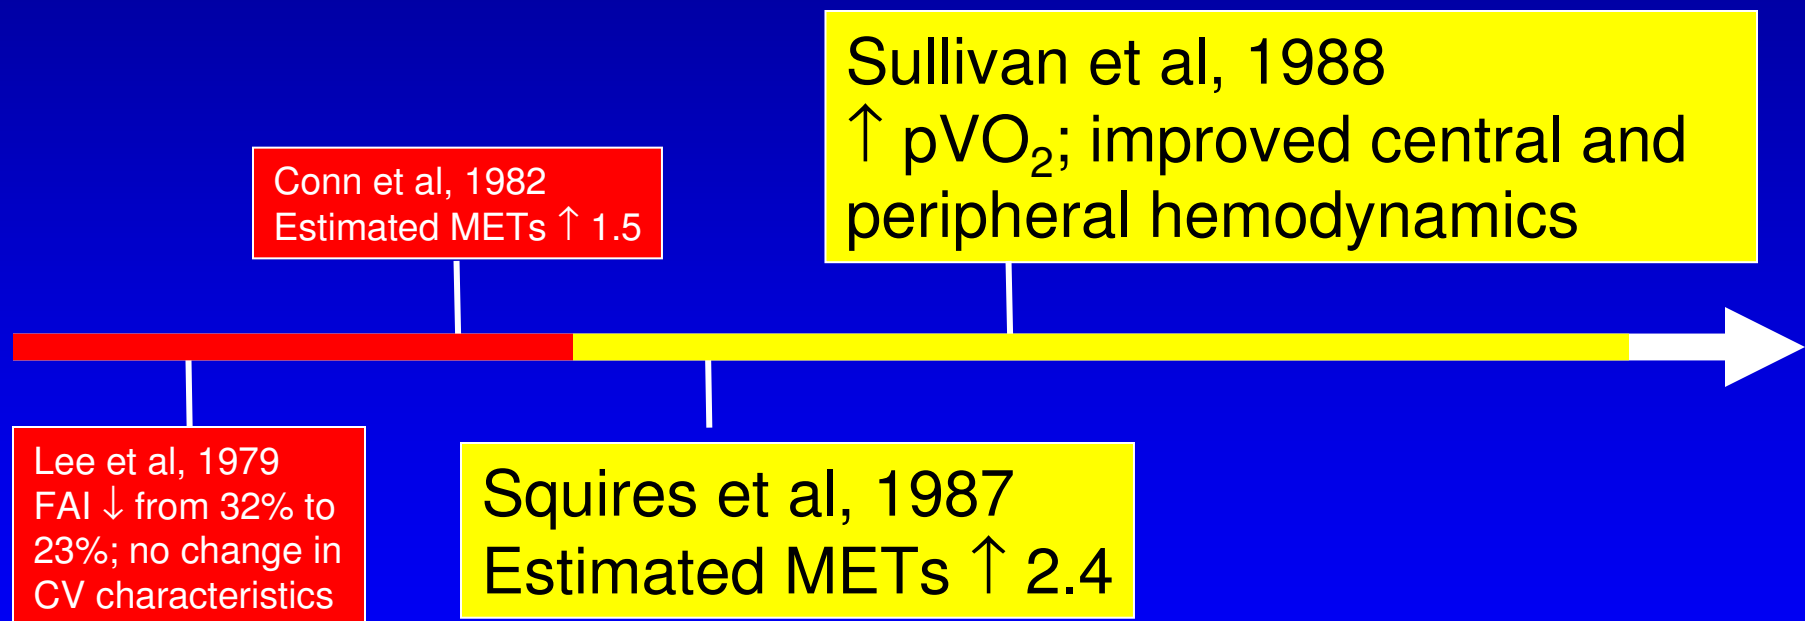 Sullivan et al, 1988
↑ pVO₂; improved central and
peripheral hemodynamics
Conn et al, 1982
Estimated METs ↑ 1.5
Lee et al, 1979
FAI ↓ from 32% to
23%; no change in
CV characteristics
Squires et al, 1987
Estimated METs ↑ 2.4